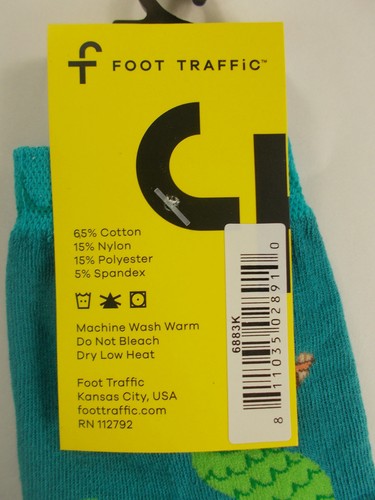 FOOT TRAFFiC™
65% Cotton
15% Nylon
15% Polyester
5% Spandex
Machine Wash Warm
Do Not Bleach
Dry Low Heat
Foot Traffic
Kansas City, USA
foottraffic.com
RN 112792
6883K
8 11035 02891 0